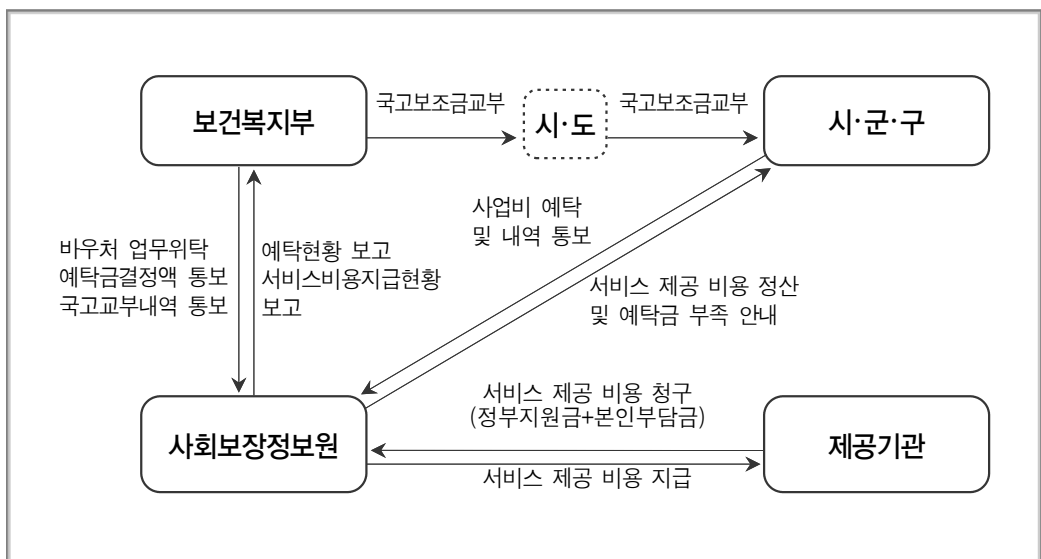 국고보조금교부
국고보조금교부
보건복지부
시·도
시·군·구
사업비 예탁
및 내역 통보
바우처 업무위탁
예탁금결정액 통보
국고교부내역 통보
예탁현황 보고
서비스비용지급현황
보고
서비스 제공 비용 정산
및 예탁금 부족 안내
서비스 제공 비용 청구
(정부지원금+본인부담금)
사회보장정보원
제공기관
서비스 제공 비용 지급